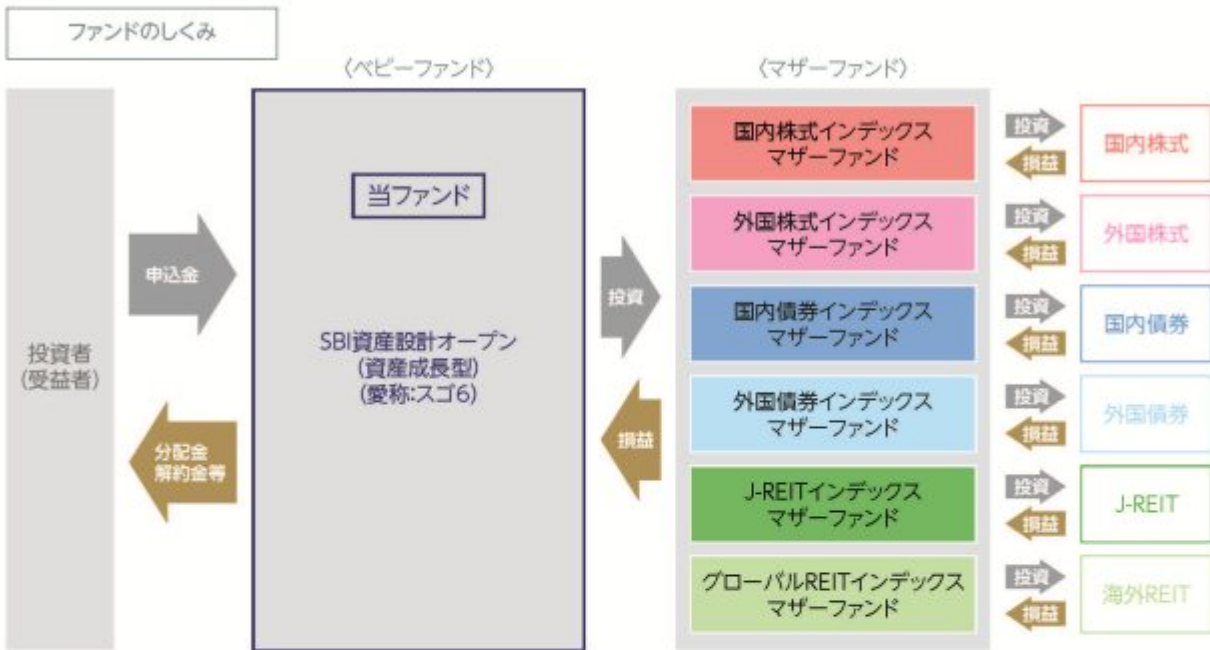 ファンドのしくみ
〈ベビーファンド〉
〈マザーファンド〉
投資者
(受益者)
申込金
分配金
解約金等
当ファンド
SBI資産設計オープン
(資産成長型)
(愛称:スゴ6)
投資
損益
国内株式インデックス
マザーファンド
投資
損益
国内株式
外国株式インデックス
マザーファンド
投資
損益
外国株式
国内債券インデックス
マザーファンド
投資
損益
国内債券
外国債券インデックス
マザーファンド
投資
損益
外国債券
J-REITインデックス
マザーファンド
投資
損益
J-REIT
グローバルREITインデックス
マザーファンド
投資
損益
海外REIT